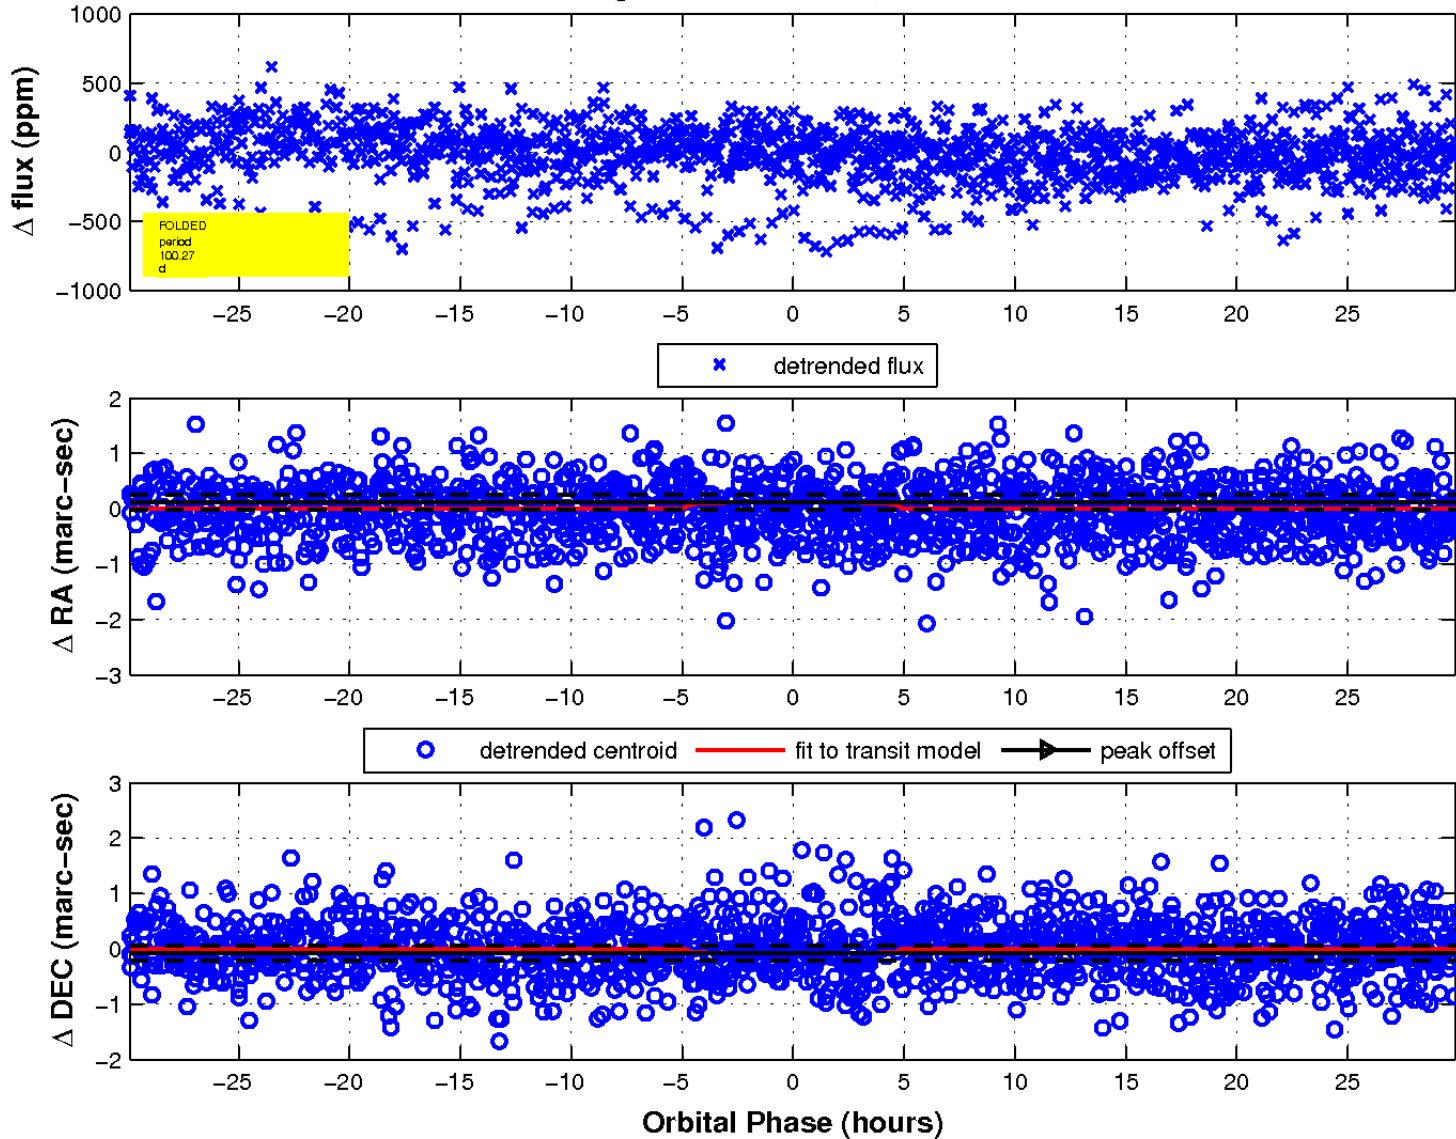 1000
500
0
−500
−1000
Δ flux (ppm)
FOLDED
period
100.27
d
−25 −20 −15 −10 −5 0 5 10 15 20 25
detrended flux
2
1
0
−1
−2
−3
Δ RA (marc−sec)
−25 −20 −15 −10 −5 0 5 10 15 20 25
detrended centroid fit to transit model peak offset
3
2
1
0
−1
−2
Δ DEC (marc−sec)
−25 −20 −15 −10 −5 0 5 10 15 20 25
Orbital Phase (hours)